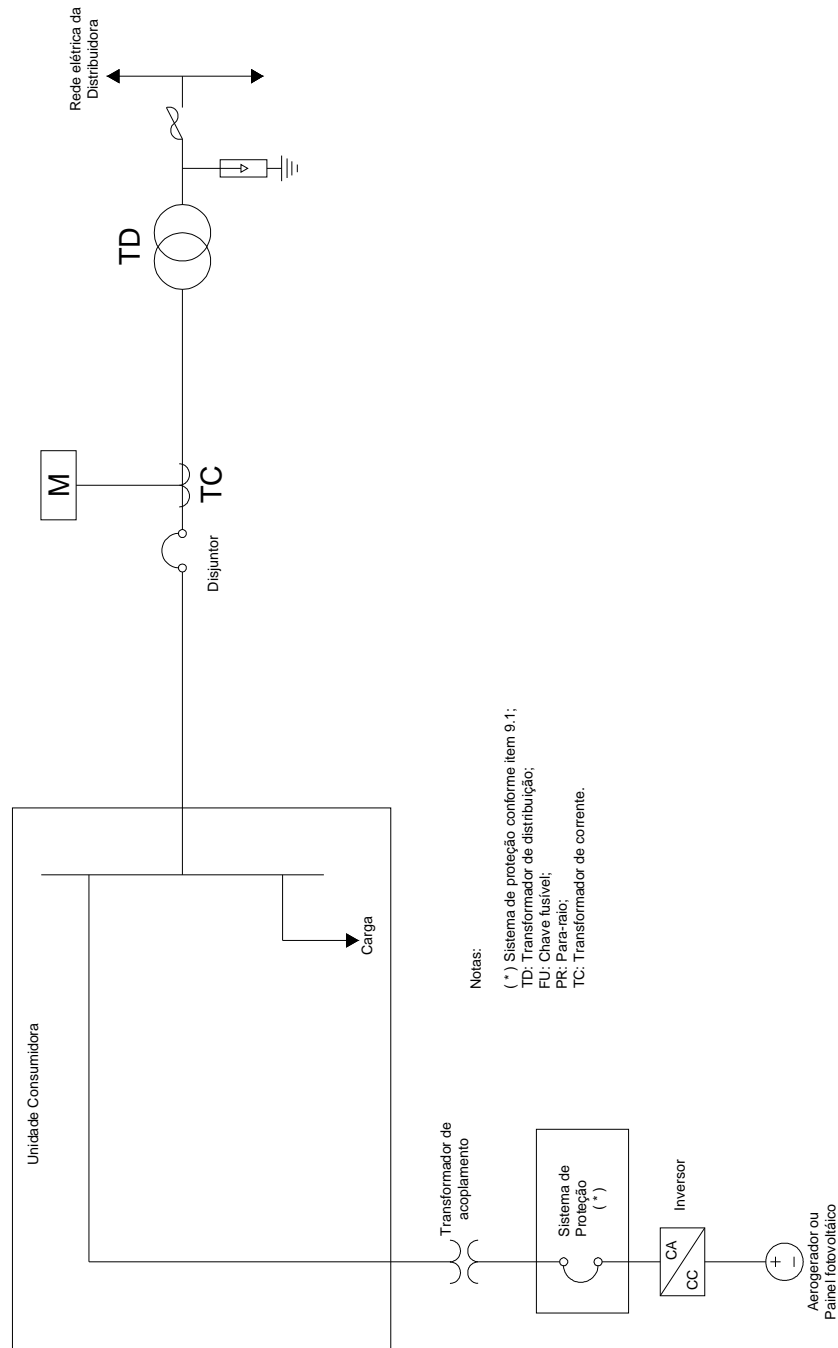 Rede elétrica da
Distribuidora
TD
M
TC
Disjuntor
Unidade Consumidora
Carga
Notas:
( * ) Sistema de proteção conforme item 9.1;
TD: Transformador de distribuição;
FU: Chave fusível;
PR: Para-raio;
TC: Transformador de corrente.
Transformador de
acoplamento
Sistema de
Proteção
( * )
Inversor
CA
CC
+
−
Aerogerador ou
Painel fotovoltáico